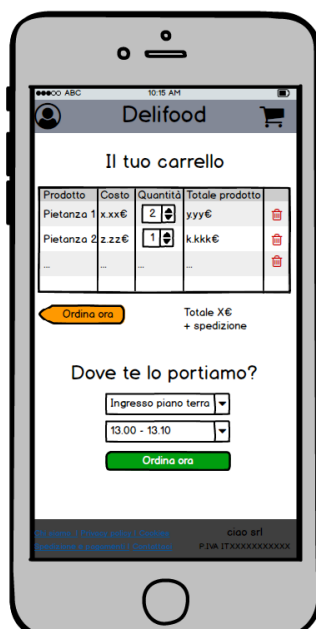 ABC 10:15 AM
Delifood
Il tuo carrello
Prodotto Costo Quantità Totale prodotto
Pietanza 1 x.xx€ 2 y.yy€
Pietanza 2 z.zz€ 1 k.kkk€
... ... ... ...
Ordina ora
Totale X€
+ spedizione
Dove te lo portiamo?
Ingresso piano terra
13.00 - 13.10
Ordina ora
ciao srl
P.IVA ITXXXXXXXXXXX